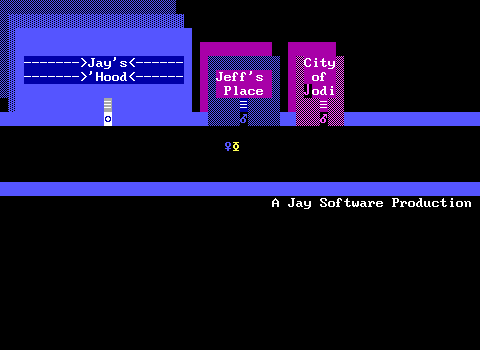 ------->Jay's<------
------->'Hood<------
Jeff's
Place
City
of
Jodi
A Jay Software Production